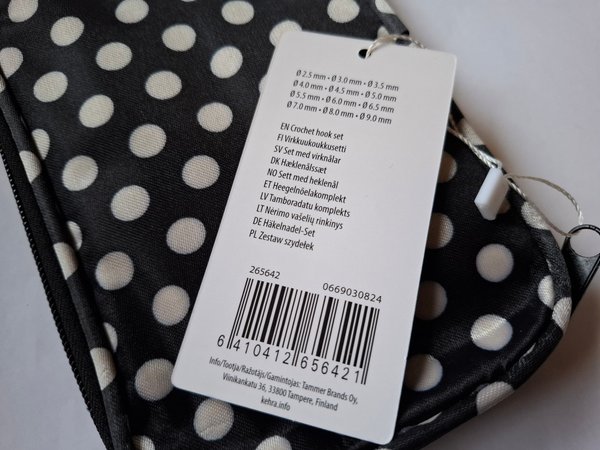 Ø 2.5 mm • Ø 3.0 mm • Ø 3.5 mm
Ø 4.0 mm • Ø 4.5 mm • Ø 5.0 mm
Ø 5.5 mm • Ø 6.0 mm • Ø 6.5 mm
Ø 7.0 mm • Ø 8.0 mm • Ø 9.0 mm
EN Crochet hook set
FI Virkkuukoukkusetti
SV Set med virknålar
DK Hæklenålssæt
NO Sett med heklenål
ET Heegelnõelakomplekt
LV Tamboradatu komplekts
LT Nėrimo vašelių rinkinys
DE Häkelnadel-Set
PL Zestaw szydełek
265642 0669030824
6 410412 656421
Info/Tootja/Ražotājs/Gamintojas: Tammer Brands Oy,
Viinikankatu 36, 33800 Tampere, Finland
kehra.info